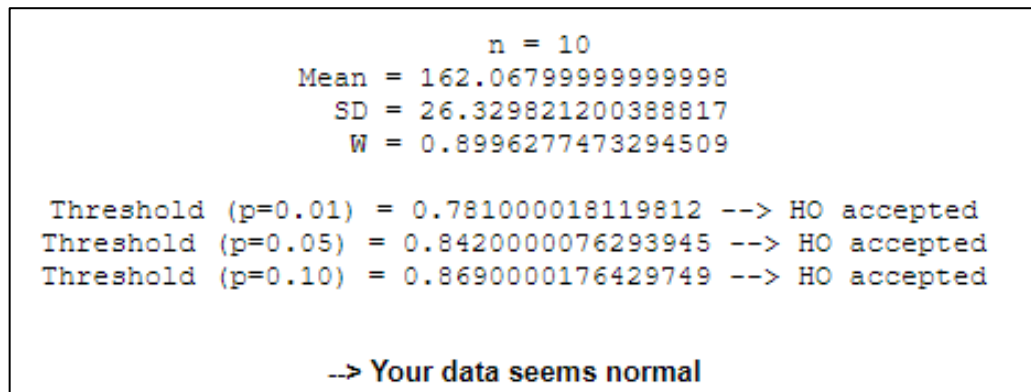 n = 10
Mean = 162.06799999999998
SD = 26.329821200388817
W = 0.8996277473294509
Threshold (p=0.01) = 0.781000018119812 --> HO accepted
Threshold (p=0.05) = 0.8420000076293945 --> HO accepted
Threshold (p=0.10) = 0.8690000176429749 --> HO accepted
--> Your data seems normal